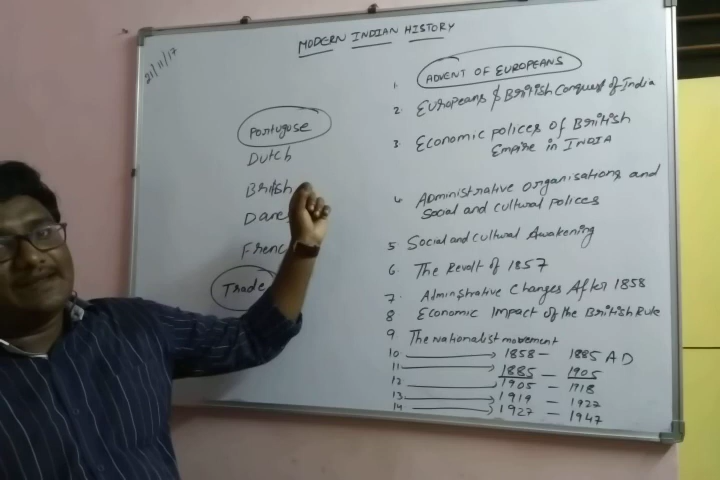 MODERN INDIAN HISTORY
21/11/17
Portuguse
Dutch
British
Danes
Frenc
Trade
1. ADVENT OF EUROPEANS
2. Europeans & British Conquest of India
3. Economic polices of British
Empire in INDIA
4. Administrative organisations and
Social and cultural polices
5 Social and cultural Awakening
6. The Revolt of 1857
7. Adminstrative Changes After 1858
8 Economic Impact of the British Rule
9 The nationalist movement
10 → 1858 – 1885 AD
11 → 1885 – 1905
12 → 1905 – 1918
13 → 1919 – 1922
14 → 1927 – 1947